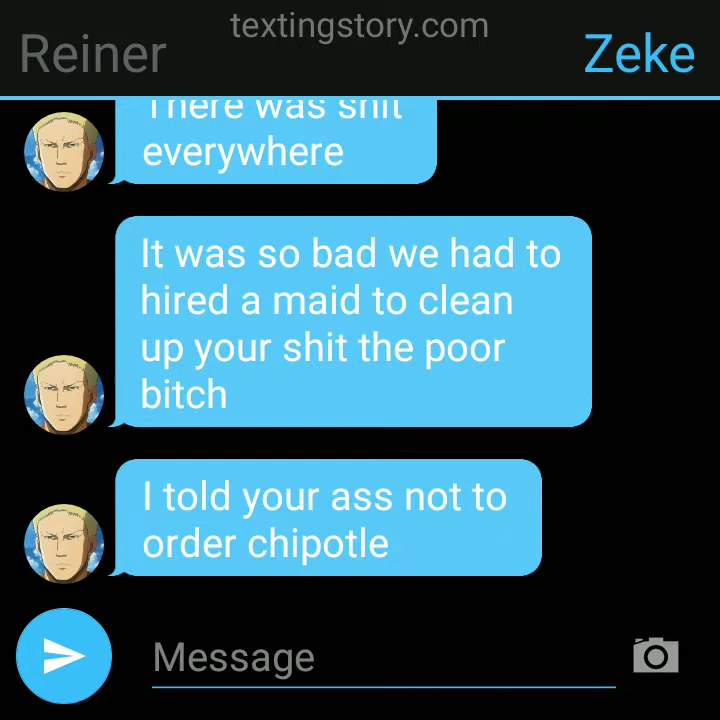 textingstory.com
Reiner
Zeke
There was shit
everywhere
It was so bad we had to
hired a maid to clean
up your shit the poor
bitch
I told your ass not to
order chipotle
Message